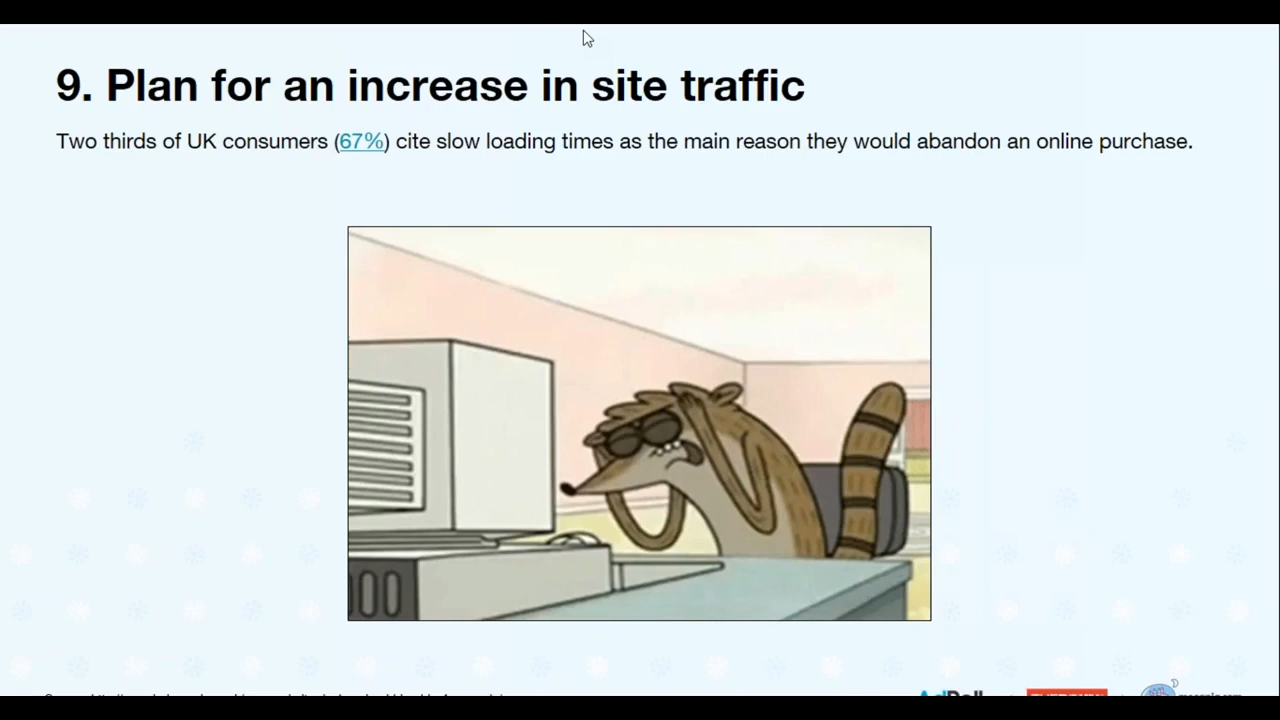 9. Plan for an increase in site traffic
Two thirds of UK consumers (67%) cite slow loading times as the main reason they would abandon an online purchase.